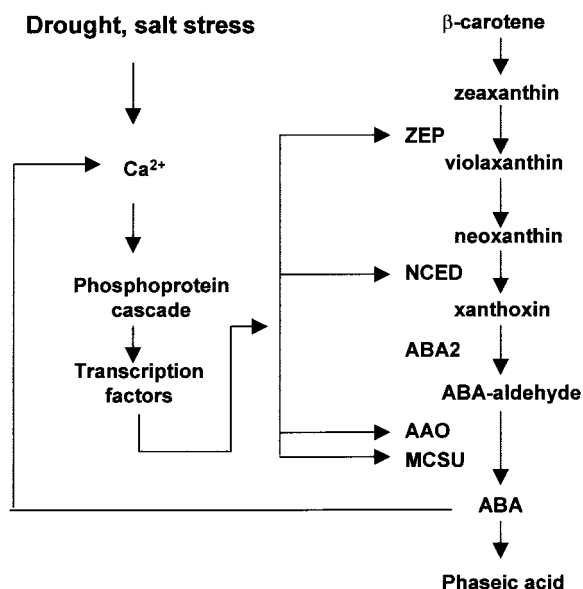 Drought, salt stress
Ca²⁺
Phosphoprotein
cascade
Transcription
factors
ZEP
NCED
ABA2
AAO
MCSU
β-carotene
zeaxanthin
violaxanthin
neoxanthin
xanthoxin
ABA-aldehyde
ABA
Phaseic acid